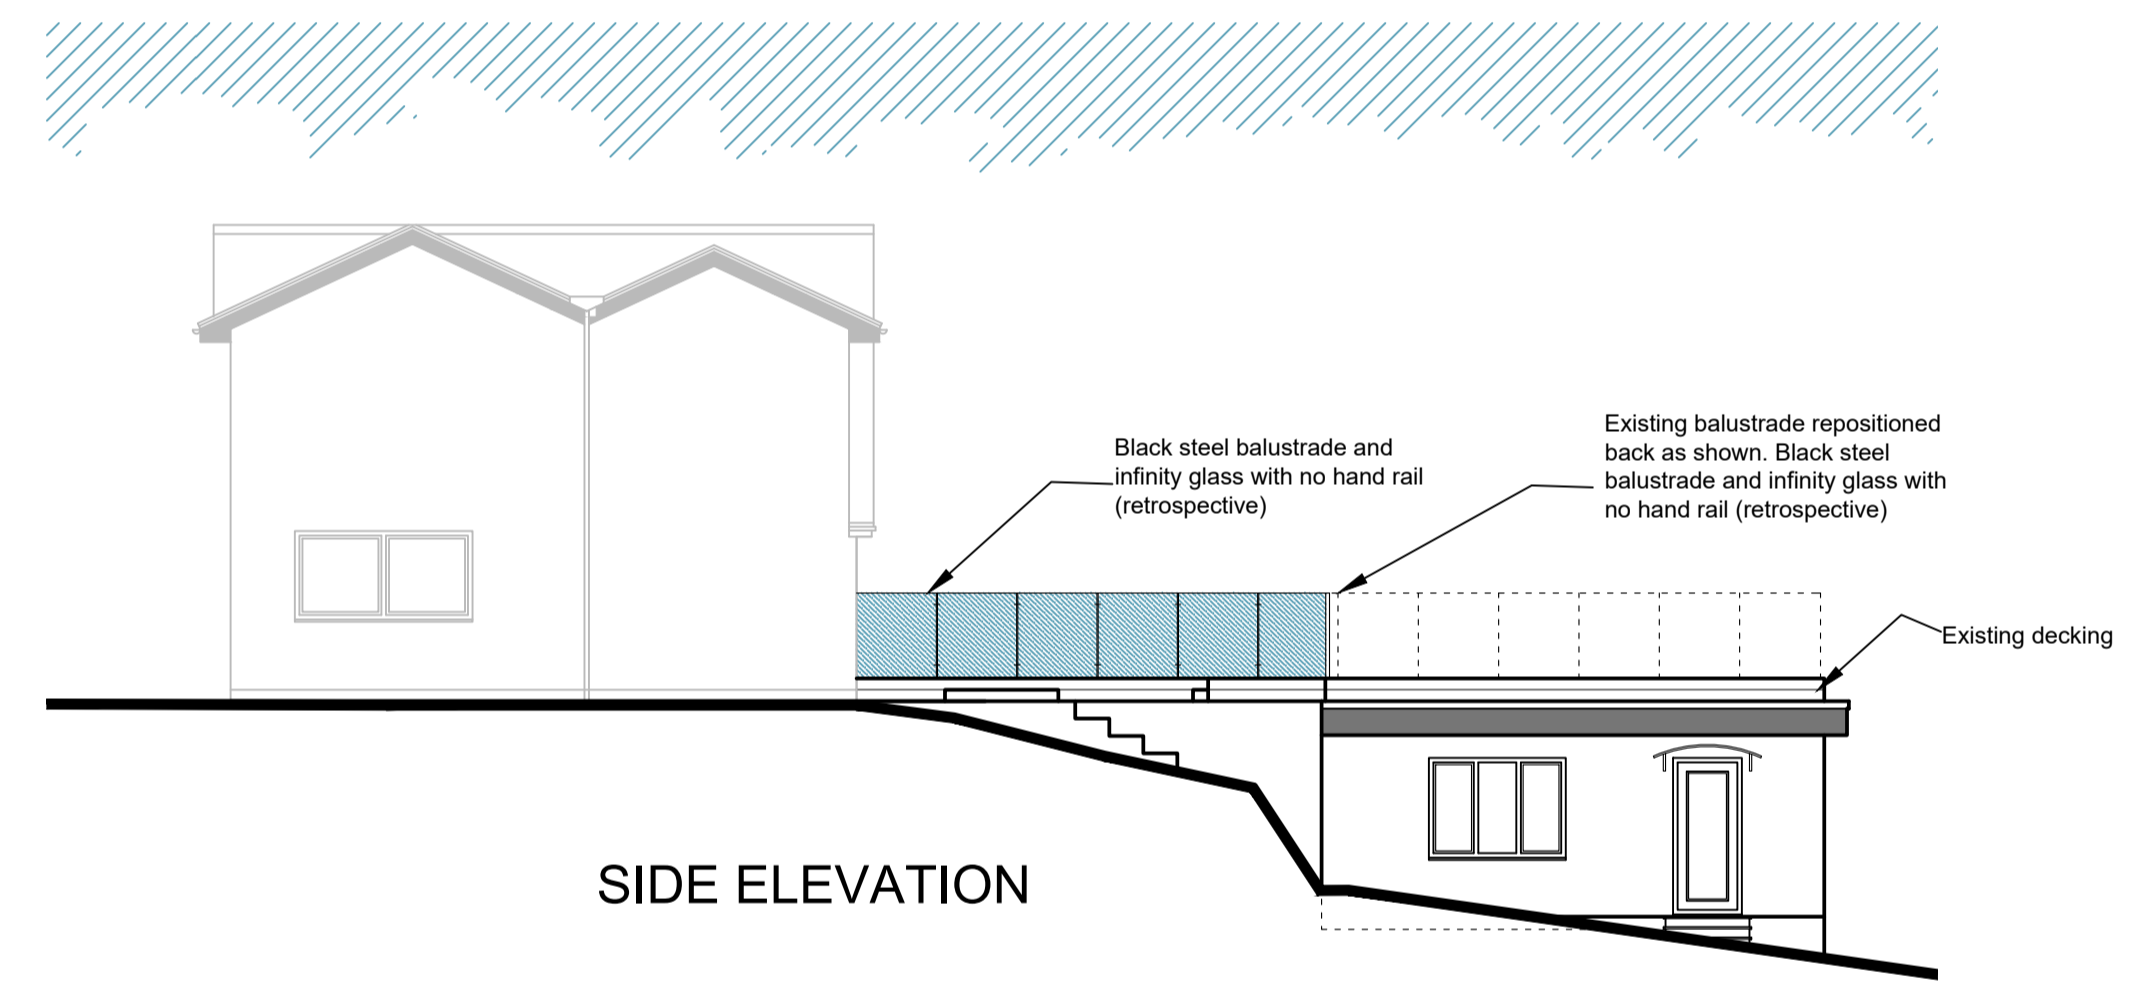 Black steel balustrade and
infinity glass with no hand rail
(retrospective)
Existing balustrade repositioned
back as shown. Black steel
balustrade and infinity glass with
no hand rail (retrospective)
Existing decking
SIDE ELEVATION